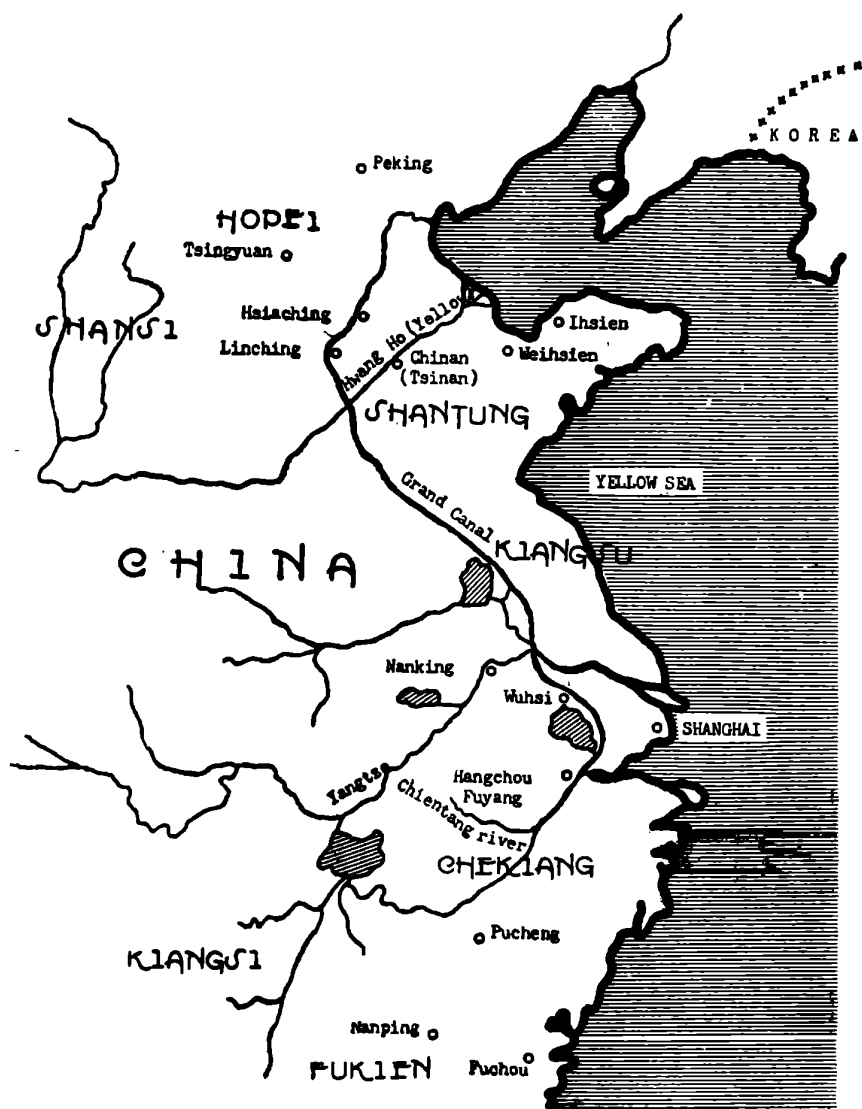 KOREA
Peking
HOPEI
Tsingyuan
SHANSI
Hsiaching
Hwang Ho (Yellow)
Ihsien
Linching
Chinan
(Tsinan)
Weihsien
SHANTUNG
Grand Canal
YELLOW SEA
KIANGSU
CHINA
Nanking
Wuhsi
SHANGHAI
Yangtse
Hangchou
Fuyang
Chientang river
CHEKIANG
Pucheng
KIANGSI
Nanping
FUKIEN
Fuchou